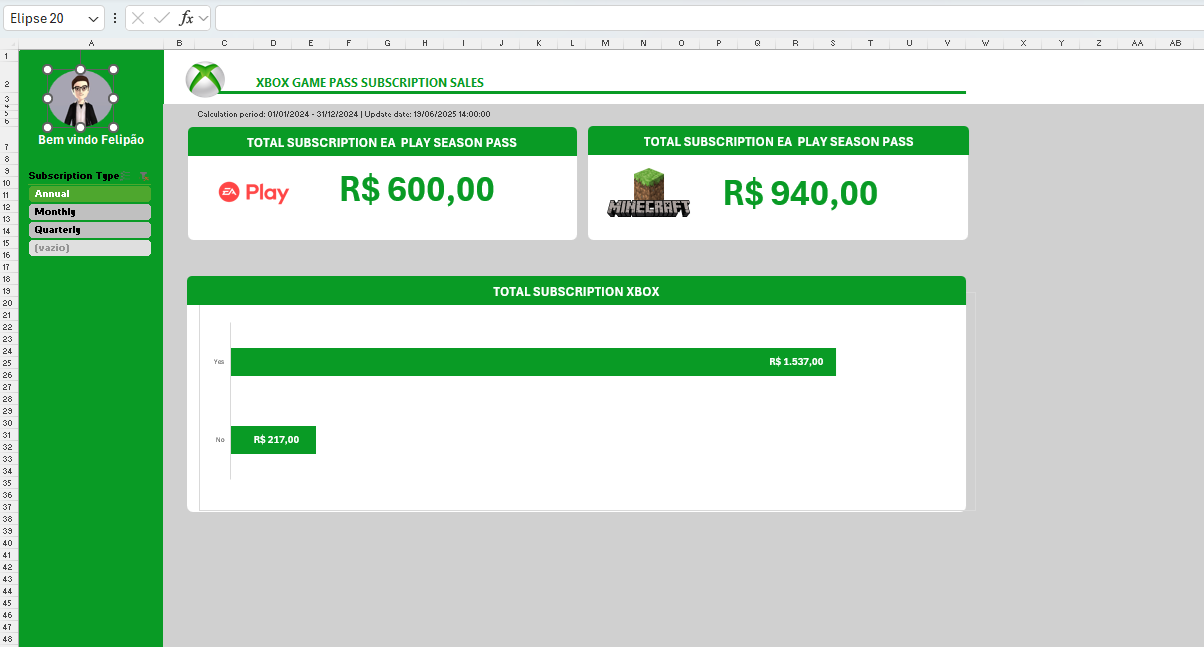 Elipse 20
fx
A B C D E F G H I J K L M N O P Q R S T U V W X Y Z AA AB
1
2
3
4
5
6
7
8
9
10
11
12
13
14
15
16
17
18
19
20
21
22
23
24
25
26
27
28
29
30
31
32
33
34
35
36
37
38
39
40
41
42
43
44
45
46
47
48
Bem vindo Felipão
Subscription Type
Annual
Monthly
Quarterly
(vazio)
XBOX GAME PASS SUBSCRIPTION SALES
Calculation period: 01/01/2024 - 31/12/2024 | Update date: 19/06/2025 14:00:00
TOTAL SUBSCRIPTION EA PLAY SEASON PASS
EA Play
R$ 600,00
TOTAL SUBSCRIPTION EA PLAY SEASON PASS
MINECRAFT
R$ 940,00
TOTAL SUBSCRIPTION XBOX
Yes
R$ 1.537,00
No
R$ 217,00